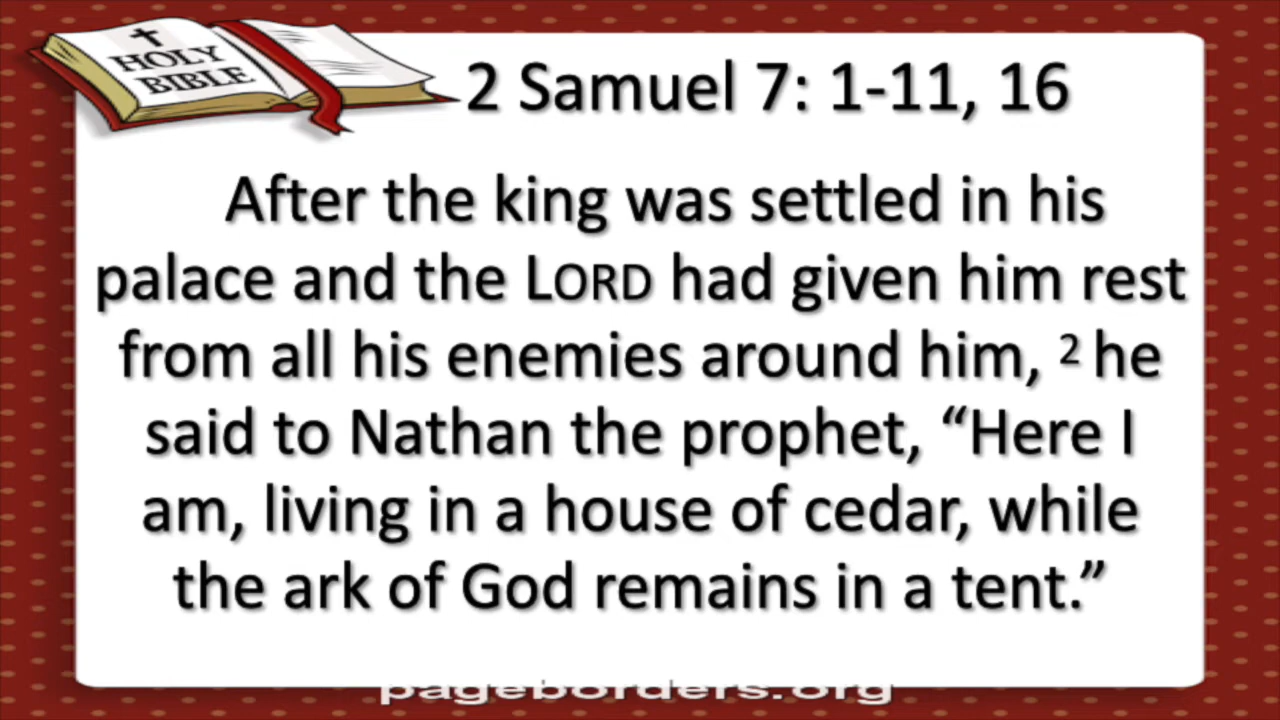 HOLY
BIBLE
2 Samuel 7: 1-11, 16
After the king was settled in his
palace and the LORD had given him rest
from all his enemies around him, ² he
said to Nathan the prophet, “Here I
am, living in a house of cedar, while
the ark of God remains in a tent.”
pageborders.org